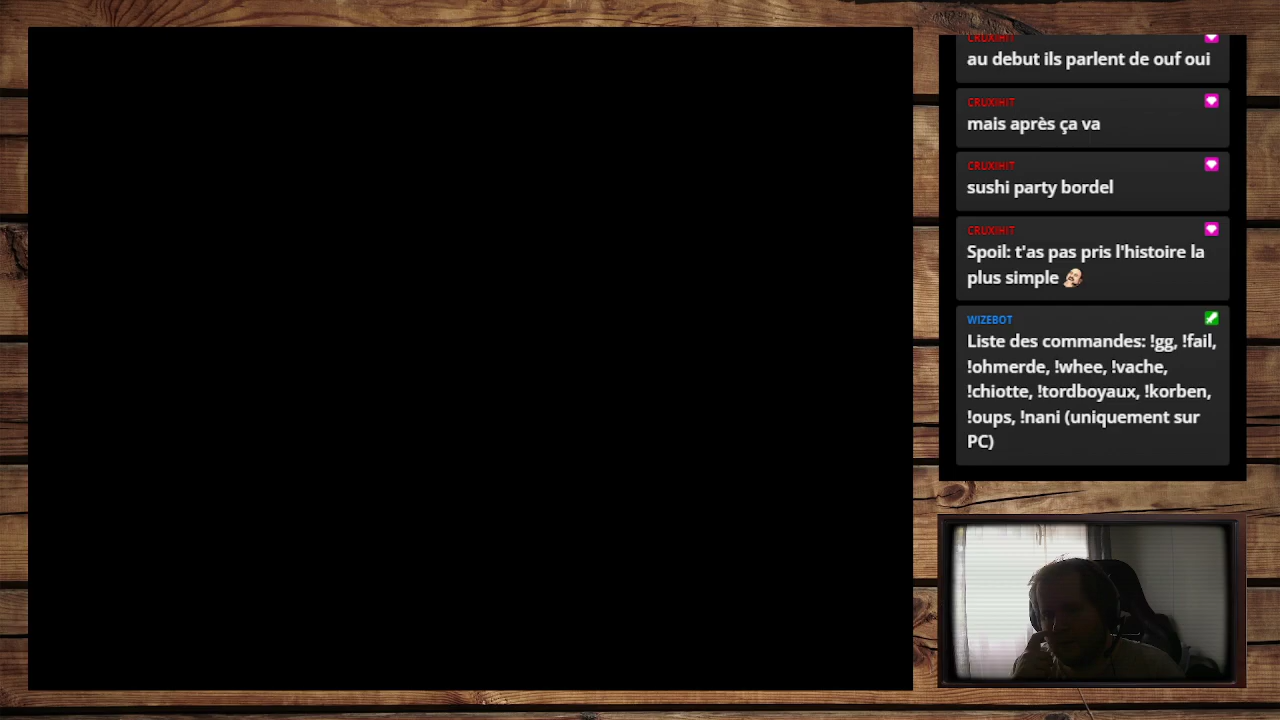 CRUXIHIT
au debut ils parlent de ouf oui
CRUXIHIT
mais après ça va
CRUXIHIT
sushi party bordel
CRUXIHIT
Spoil: t'as pas pris l'histoire la
plus simple
WIZEBOT
Liste des commandes: !gg, !fail,
!ohmerde, !whee, !vache,
!chiotte, !tordboyaux, !korben,
!oups, !nani (uniquement sur
PC)